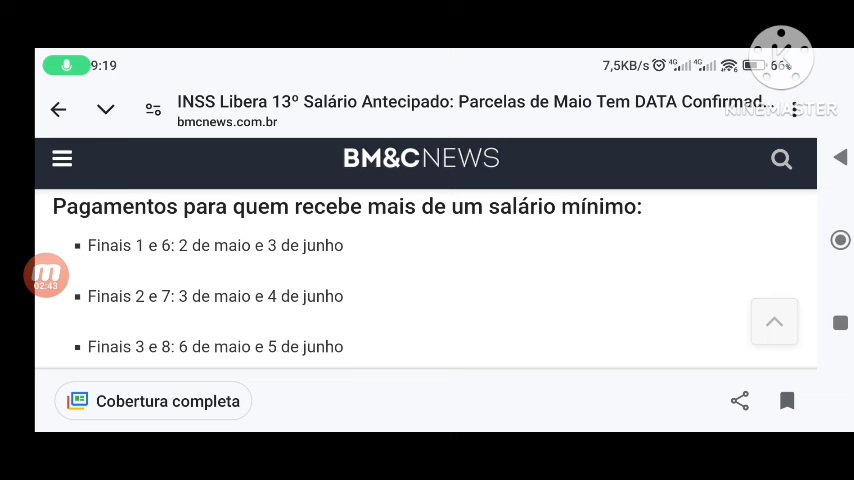 9:19
7,5KB/s 4G 4G 66%
KINEMASTER
INSS Libera 13º Salário Antecipado: Parcelas de Maio Tem DATA Confirmad...
bmcnews.com.br
BM&CNEWS
Pagamentos para quem recebe mais de um salário mínimo:
Finais 1 e 6: 2 de maio e 3 de junho
02:43
Finais 2 e 7: 3 de maio e 4 de junho
Finais 3 e 8: 6 de maio e 5 de junho
Cobertura completa